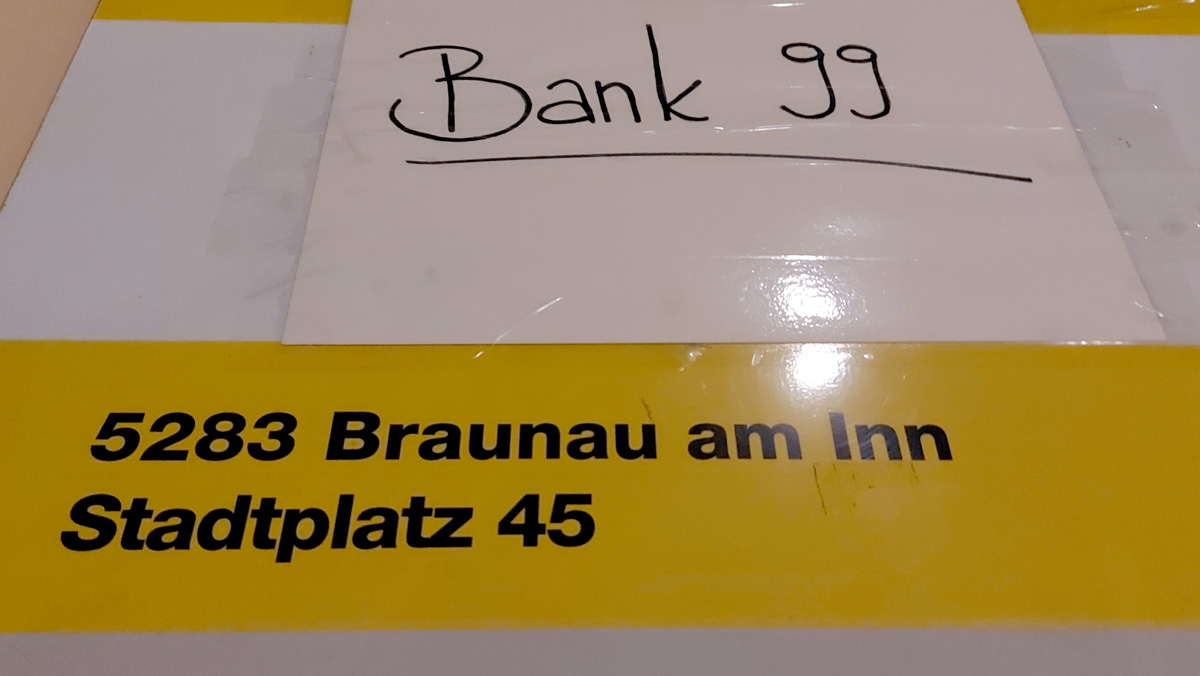 Bank 99
5283 Braunau am Inn
Stadtplatz 45